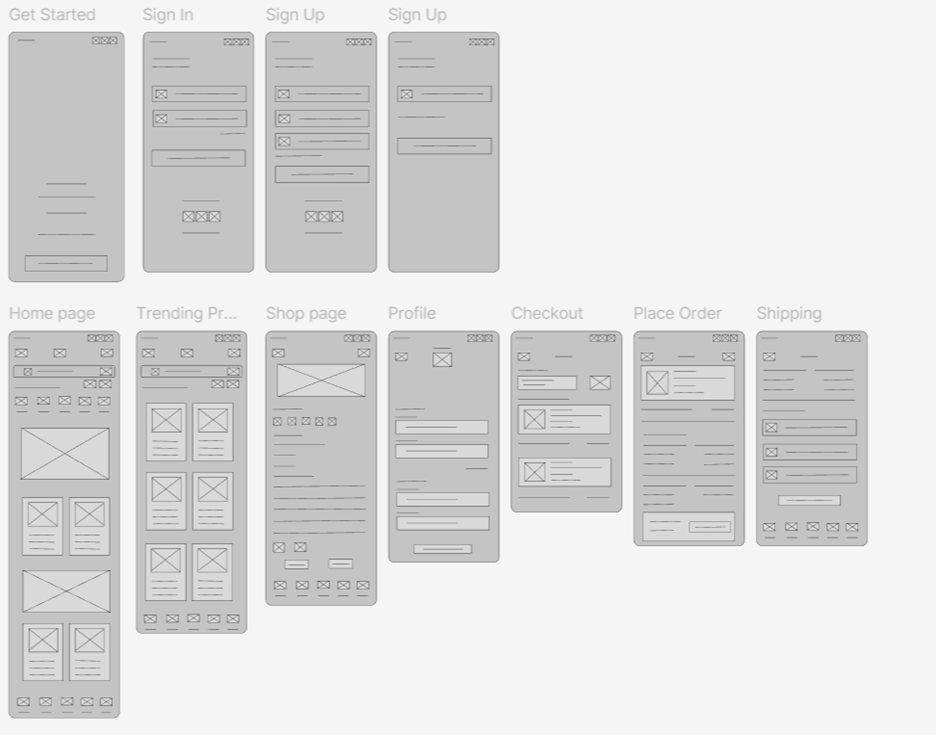 Get Started
Sign In
Sign Up
Sign Up
Home page
Trending Pr...
Shop page
Profile
Checkout
Place Order
Shipping